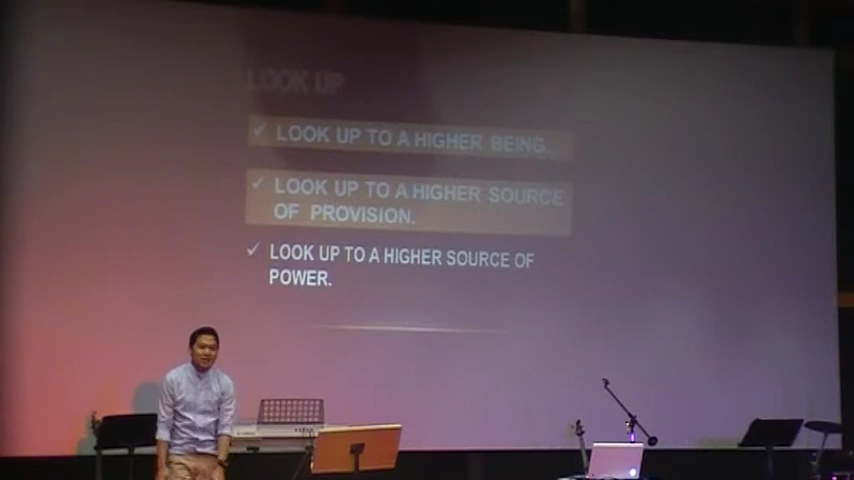 LOOK UP
✓ LOOK UP TO A HIGHER BEING.
✓ LOOK UP TO A HIGHER SOURCE
OF PROVISION.
✓ LOOK UP TO A HIGHER SOURCE OF
POWER.